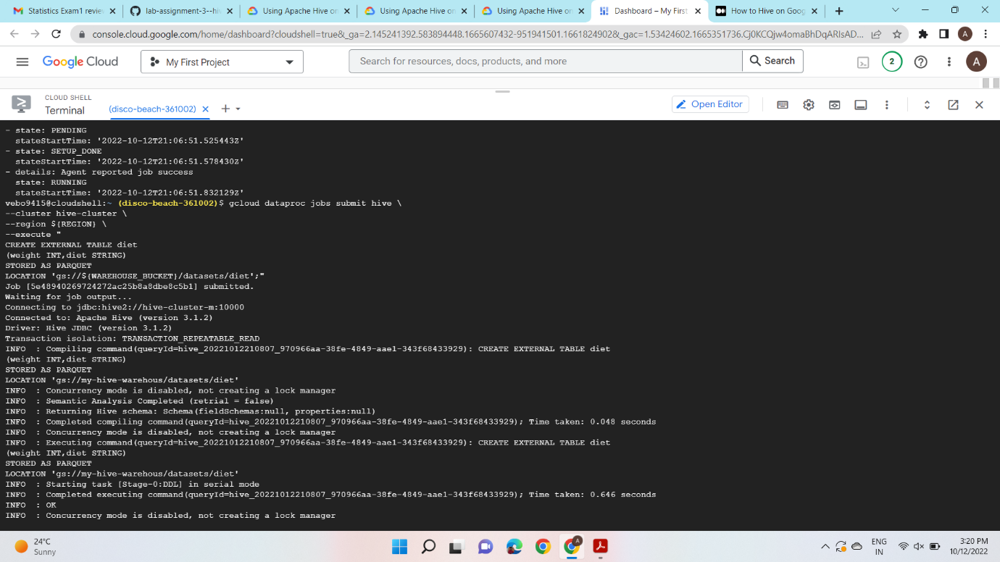 Statistics Exam1 review
lab-assignment-3--hiv
Using Apache Hive on
Using Apache Hive on
Using Apache Hive on
Dashboard – My First
How to Hive on Goog
console.cloud.google.com/home/dashboard?cloudshell=true&_ga=2.145241392.583894448.1665607432-951941501.1661824902&_gac=1.53424602.1665351736.Cj0KCQjw4omaBhDqARIsAD...
A
Google Cloud
My First Project
Search for resources, docs, products, and more
Search
2
A
CLOUD SHELL
Terminal
(disco-beach-361002)
Open Editor
- state: PENDING
stateStartTime: '2022-10-12T21:06:51.525443Z'
- state: SETUP_DONE
stateStartTime: '2022-10-12T21:06:51.578430Z'
- details: Agent reported job success
state: RUNNING
stateStartTime: '2022-10-12T21:06:51.832129Z'
vebo9415@cloudshell:~ (disco-beach-361002)$ gcloud dataproc jobs submit hive \
--cluster hive-cluster \
--region ${REGION} \
--execute "
CREATE EXTERNAL TABLE diet
(weight INT,diet STRING)
STORED AS PARQUET
LOCATION 'gs://${WAREHOUSE_BUCKET}/datasets/diet';"
Job [5e48940269724272ac25b8a8dbe8c5b1] submitted.
Waiting for job output...
Connecting to jdbc:hive2://hive-cluster-m:10000
Connected to: Apache Hive (version 3.1.2)
Driver: Hive JDBC (version 3.1.2)
Transaction isolation: TRANSACTION_REPEATABLE_READ
INFO : Compiling command(queryId=hive_20221012210807_970966aa-38fe-4849-aae1-343f68433929): CREATE EXTERNAL TABLE diet
(weight INT,diet STRING)
STORED AS PARQUET
LOCATION 'gs://my-hive-warehous/datasets/diet'
INFO : Concurrency mode is disabled, not creating a lock manager
INFO : Semantic Analysis Completed (retrial = false)
INFO : Returning Hive schema: Schema(fieldSchemas:null, properties:null)
INFO : Completed compiling command(queryId=hive_20221012210807_970966aa-38fe-4849-aae1-343f68433929); Time taken: 0.048 seconds
INFO : Concurrency mode is disabled, not creating a lock manager
INFO : Executing command(queryId=hive_20221012210807_970966aa-38fe-4849-aae1-343f68433929): CREATE EXTERNAL TABLE diet
(weight INT,diet STRING)
STORED AS PARQUET
LOCATION 'gs://my-hive-warehous/datasets/diet'
INFO : Starting task [Stage-0:DDL] in serial mode
INFO : Completed executing command(queryId=hive_20221012210807_970966aa-38fe-4849-aae1-343f68433929); Time taken: 0.646 seconds
INFO : OK
INFO : Concurrency mode is disabled, not creating a lock manager
24°C
Sunny
A
ENG
IN
3:20 PM
10/12/2022